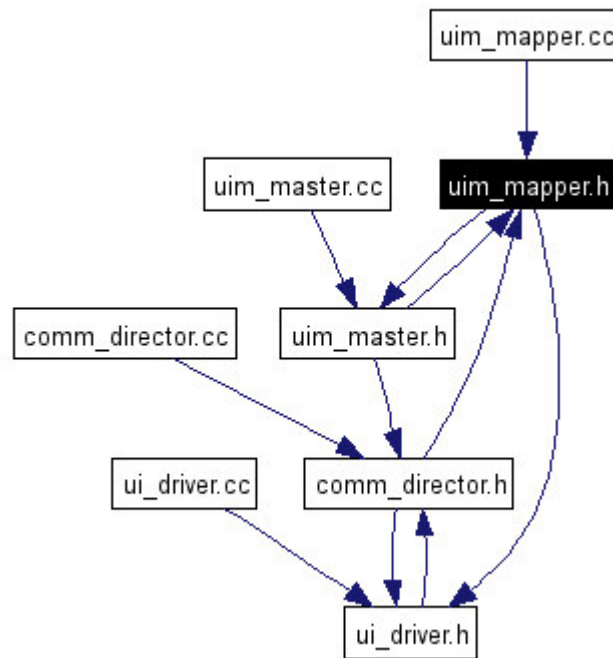 uim_mapper.cc
uim_master.cc
uim_mapper.h
comm_director.cc
uim_master.h
ui_driver.cc
comm_director.h
ui_driver.h